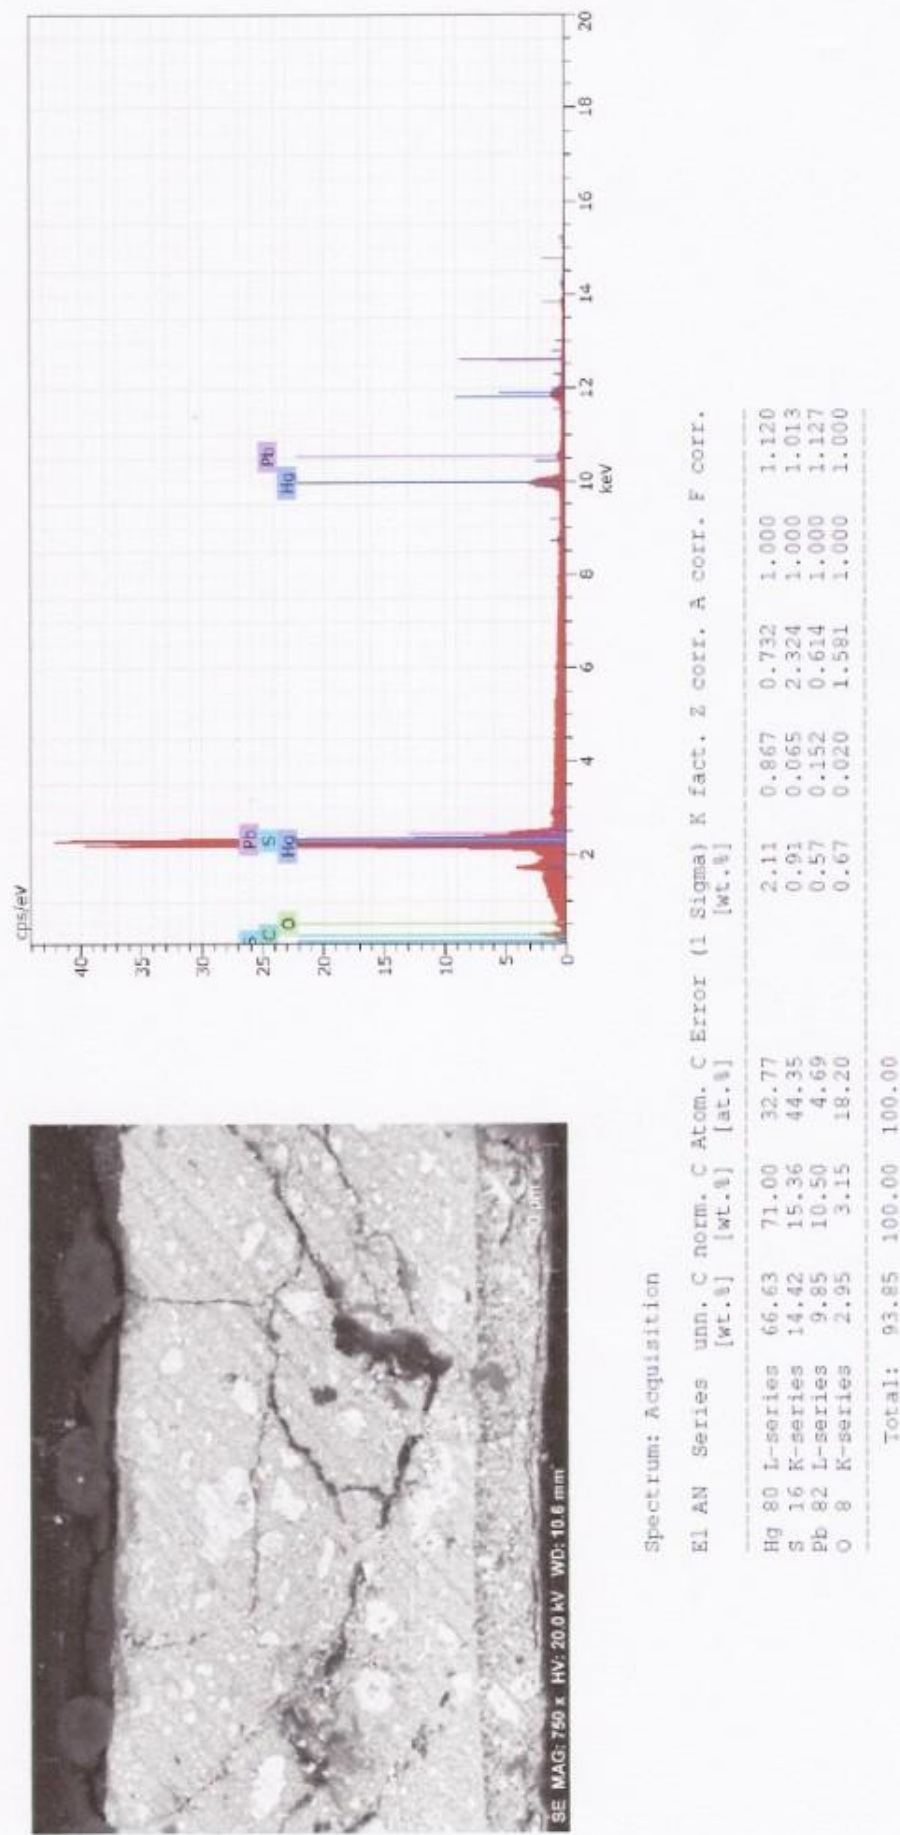 SE MAG: 750 x HV: 20.0 kV WD: 10.6 mm
cps/eV
40
35
30
25
20
15
10
5
0
S
C
O
Pb
S
Hg
Hg
Pb
2
4
6
8
10
12
14
16
18
20
keV
Spectrum: Acquisition
El AN Series unn. C norm. C Atom. C Error (1 Sigma) K fact. Z corr. A corr. F corr.
[wt.%] [wt.%] [at.%] [wt.%]
Hg 80 L-series 66.63 71.00 32.77 2.11 0.867 0.732 1.000 1.120
S 16 K-series 14.42 15.36 44.35 0.91 0.065 2.324 1.000 1.013
Pb 82 L-series 9.85 10.50 4.69 0.57 0.152 0.614 1.000 1.127
O 8 K-series 2.95 3.15 18.20 0.67 0.020 1.581 1.000 1.000
Total: 93.85 100.00 100.00